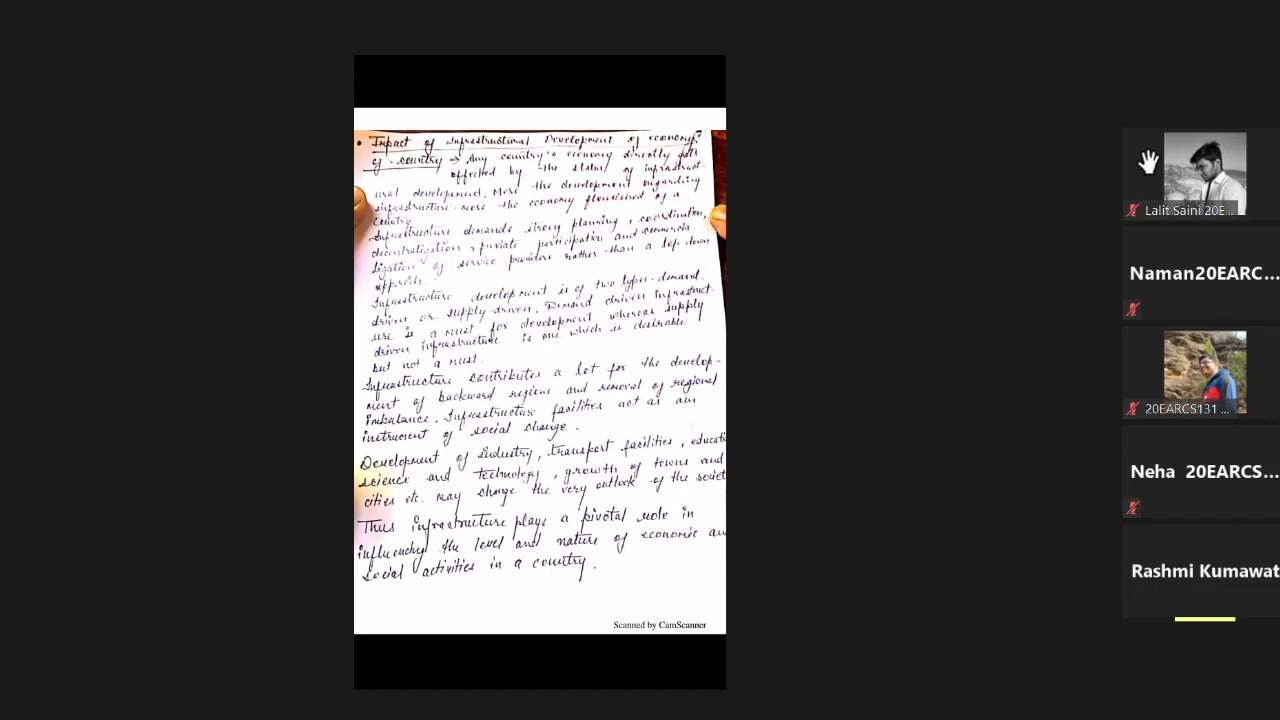 • Impact of Infrastructural Development of economy
of country → Any country's economy directly gets
affected by the status of infrastruct-
ural development. More the development regarding
infrastructure more the economy flourished of a
country.
Infrastructure demands strong planning, coordination,
decentralization, private participation and commercia
lization of service providers rather than a top-down
approch.
Infrastructure development is of two types - demand
driven or supply driven. Demand driven infrastruct-
ure is a must for development whereas supply
driven infrastructure is one which is desirable
but not a must.
Infrastructure contributes a lot for the develop-
ment of backward regions and removal of regional
imbalance. Infrastructure facilities act as an
instrument of social change.
Development of industry, transport facilities, educati
science and technology, growth of towns and
cities etc. may change the very outlook of the societ
Thus infrastructure plays a pivotal role in
influencing the level and nature of economic an
social activities in a country.
Scanned by CamScanner
Lalit Saini 20E...
Naman20EARC...
20EARCS131 ...
Neha 20EARCS...
Rashmi Kumawat